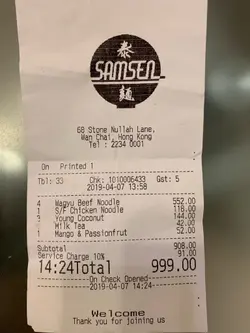 泰
SAMSEN
麵
68 Stone Nullah Lane,
Wan Chai, Hong Kong
Tel : 2234 0001
On Printed 1
Tbl: 35 Chk: 1010006433 Gst: 5
2019-04-07 13:58
4 Wagyu Beef Noodle 552.00
1 S/F Chicken Noodle 118.00
3 Young Coconut 144.00
1 Milk Tea 42.00
1 Mango & Passionfrut 52.00
Subtotal 908.00
Service Charge 10% 91.00
14:24Total 999.00
On Check Opened
2019-04-07 14:24
Welcome
Thank you for joining us